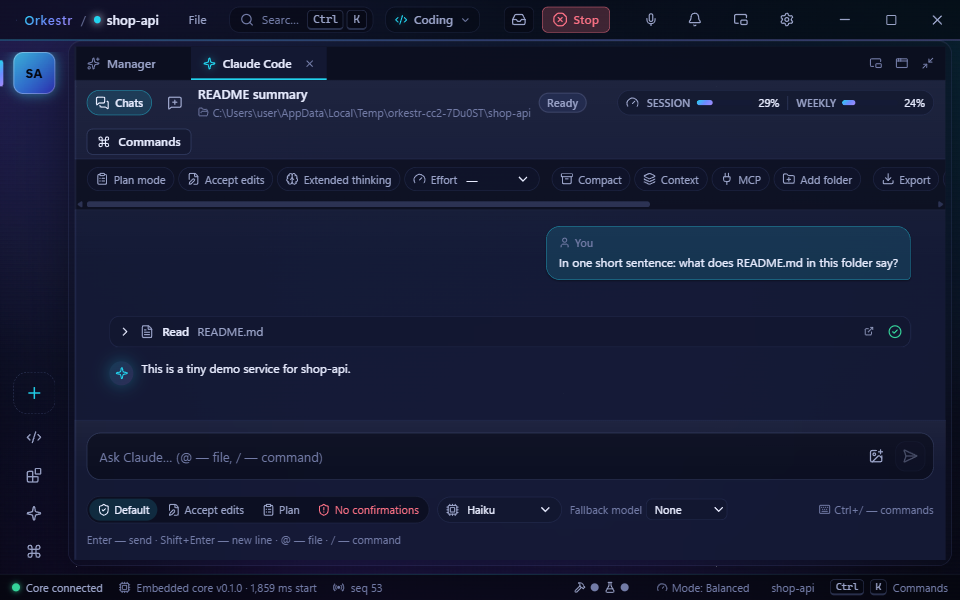 Orkestr / shop-api File Searc... Ctrl K Coding Stop
SA
Manager Claude Code
Chats README summary Ready SESSION 29% WEEKLY 24%
C:\Users\user\AppData\Local\Temp\orkestr-cc2-7Du0ST\shop-api
Commands
Plan mode Accept edits Extended thinking Effort — Compact Context MCP Add folder Export
You
In one short sentence: what does README.md in this folder say?
Read README.md
This is a tiny demo service for shop-api.
Ask Claude... (@ — file, / — command)
Default Accept edits Plan No confirmations Haiku Fallback model None Ctrl+/ — commands
Enter — send · Shift+Enter — new line · @ — file · / — command
Core connected Embedded core v0.1.0 · 1,859 ms start seq 53 Mode: Balanced shop-api Ctrl K Commands